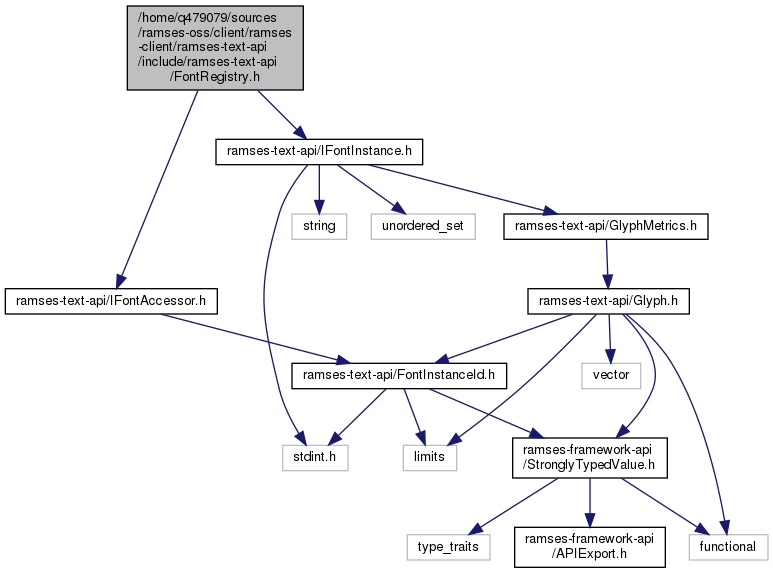 /home/q479079/sources
/ramses-oss/client/ramses
-client/ramses-text-api
/include/ramses-text-api
/FontRegistry.h
ramses-text-api/IFontInstance.h
string
unordered_set
ramses-text-api/GlyphMetrics.h
ramses-text-api/IFontAccessor.h
ramses-text-api/Glyph.h
ramses-text-api/FontInstanceId.h
vector
stdint.h
limits
ramses-framework-api
/StronglyTypedValue.h
type_traits
ramses-framework-api
/APIExport.h
functional